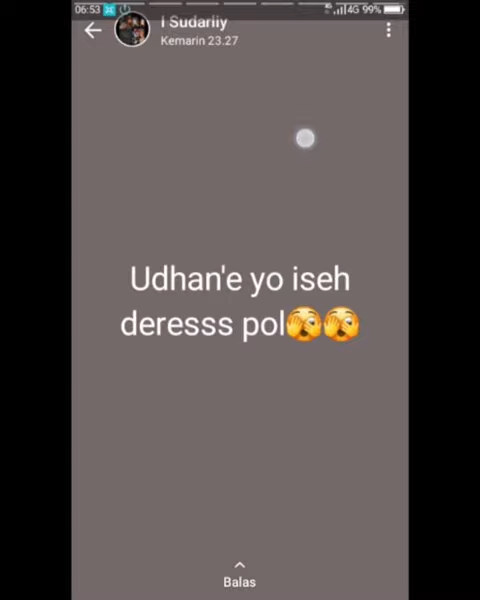 06:53 4G 99%
I Sudarliy
Kemarin 23.27
Udhan'e yo iseh
deresss pol🫣🫣
Balas